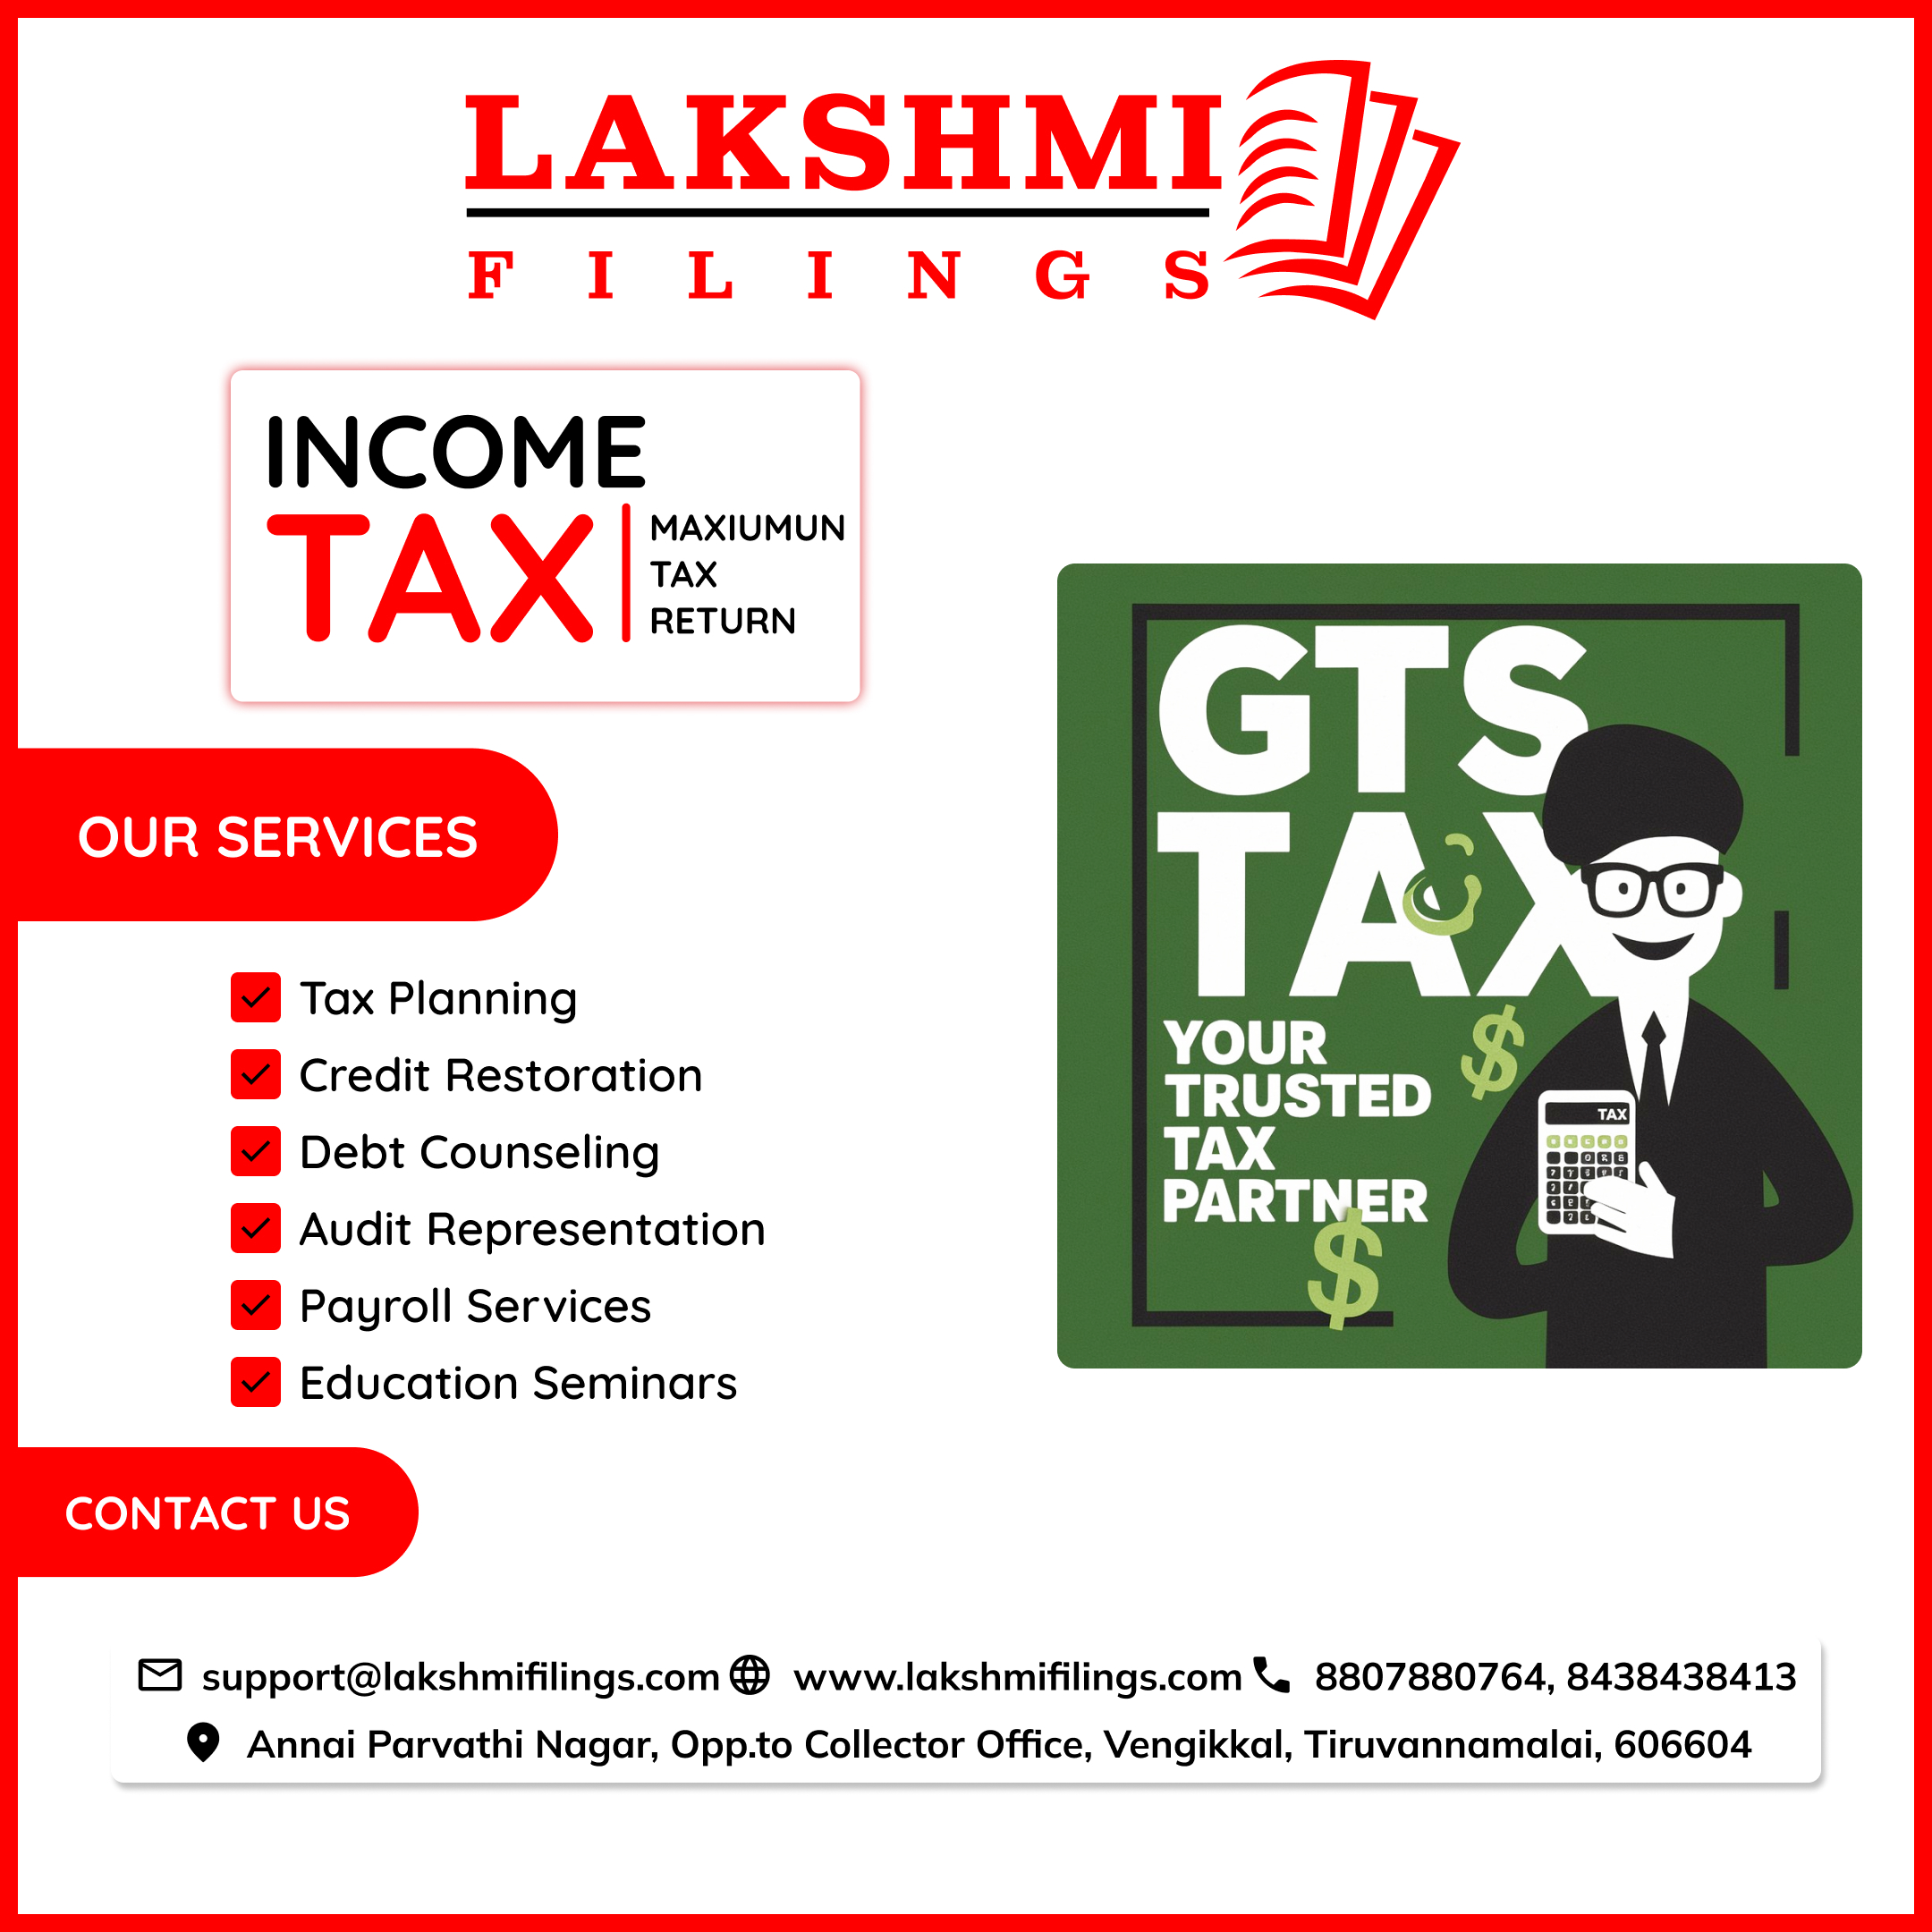 LAKSHMI
FILINGS
INCOME
TAX
MAXIUMUN
TAX
RETURN
OUR SERVICES
Tax Planning
Credit Restoration
Debt Counseling
Audit Representation
Payroll Services
Education Seminars
GTS
TAX
YOUR
TRUSTED
TAX
PARTNER
$
$
TAX
CONTACT US
support@lakshmifilings.com www.lakshmifilings.com 8807880764, 8438438413
Annai Parvathi Nagar, Opp.to Collector Office, Vengikkal, Tiruvannamalai, 606604